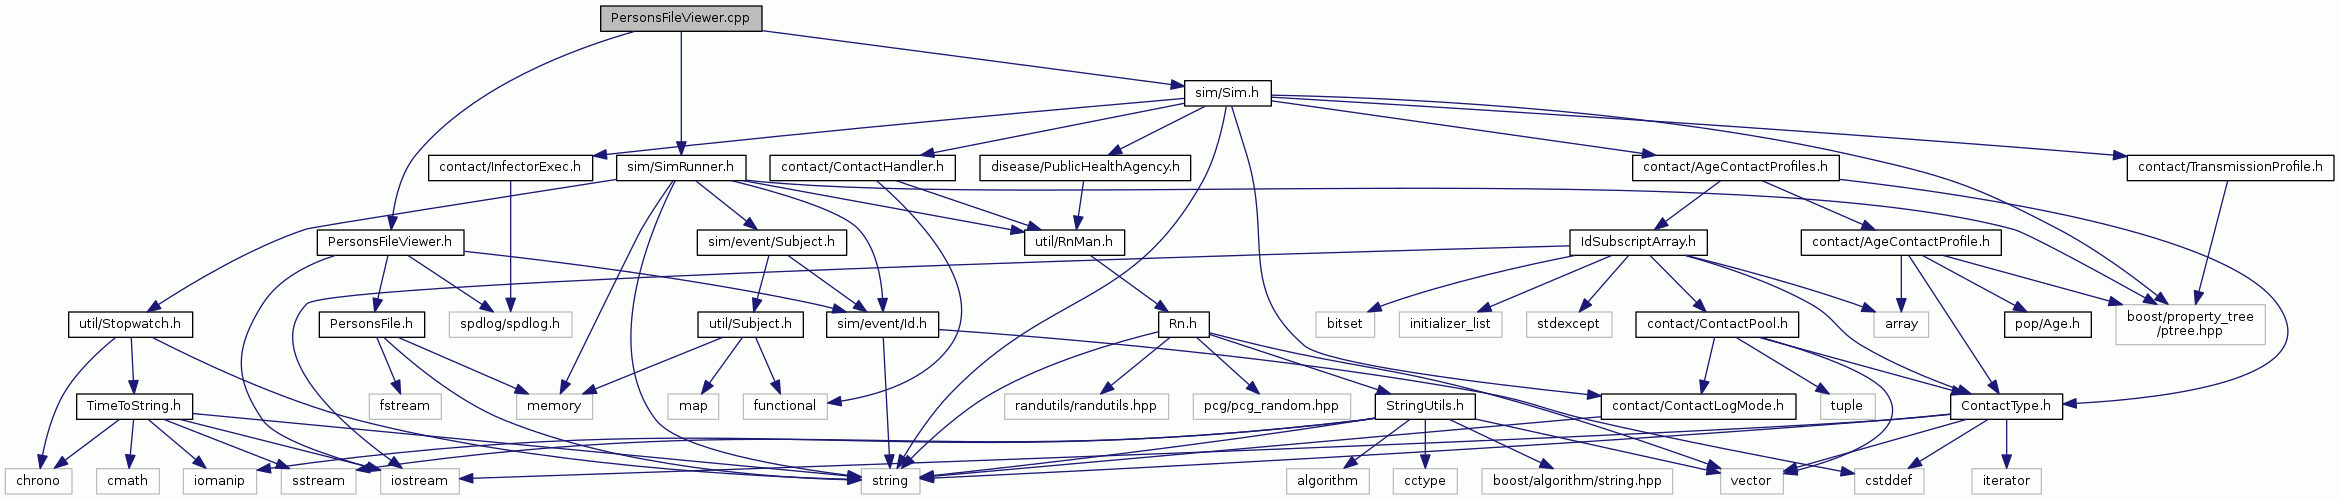 PersonsFileViewer.cpp
sim/Sim.h
contact/InfectorExec.h
sim/SimRunner.h
contact/ContactHandler.h
disease/PublicHealthAgency.h
contact/AgeContactProfiles.h
contact/TransmissionProfile.h
PersonsFileViewer.h
sim/event/Subject.h
util/RnMan.h
IdSubscriptArray.h
contact/AgeContactProfile.h
util/Stopwatch.h
PersonsFile.h
spdlog/spdlog.h
util/Subject.h
sim/event/Id.h
Rn.h
bitset
initializer_list
stdexcept
contact/ContactPool.h
array
pop/Age.h
boost/property_tree
/ptree.hpp
TimeToString.h
fstream
memory
map
functional
randutils/randutils.hpp
pcg/pcg_random.hpp
StringUtils.h
contact/ContactLogMode.h
tuple
ContactType.h
chrono
cmath
iomanip
sstream
iostream
string
algorithm
cctype
boost/algorithm/string.hpp
vector
cstddef
iterator